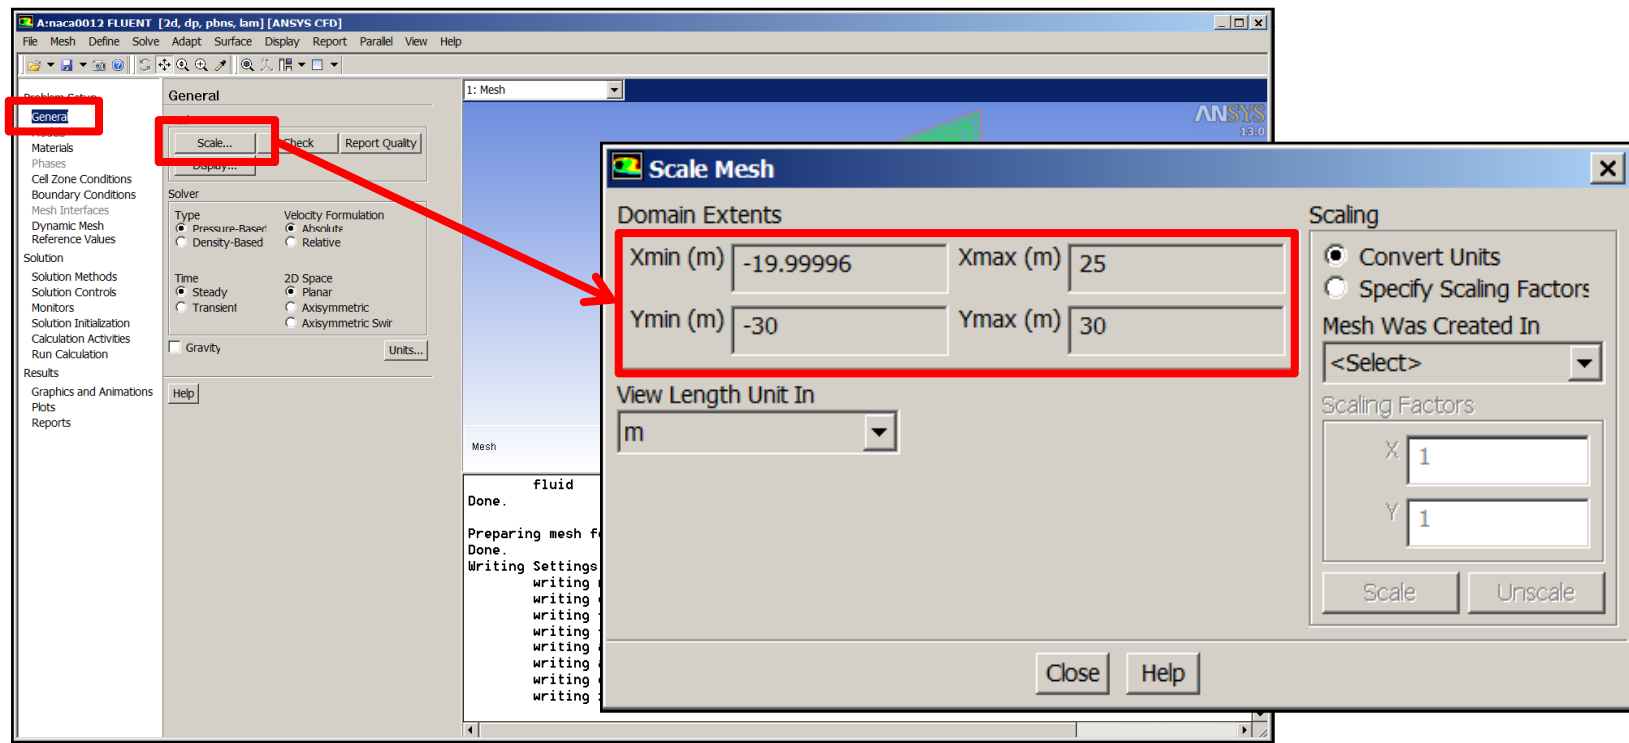 A:naca0012 FLUENT [2d, dp, pbns, lam] [ANSYS CFD]
File Mesh Define Solve Adapt Surface Display Report Parallel View Help
Problem Setup
General
Models
Materials
Phases
Cell Zone Conditions
Boundary Conditions
Mesh Interfaces
Dynamic Mesh
Reference Values
Solution
Solution Methods
Solution Controls
Monitors
Solution Initialization
Calculation Activities
Run Calculation
Results
Graphics and Animations
Plots
Reports
General
Scale... Check Report Quality
Display...
Solver
Type Velocity Formulation
Pressure-Based Absolute
Density-Based Relative
Time 2D Space
Steady Planar
Transient Axisymmetric
Axisymmetric Swir
Gravity Units...
Help
1: Mesh
ANSYS
13.0
Mesh
fluid
Done.
Preparing mesh f
Done.
Writing Settings
writing
writing
writing
writing
writing
writing
writing
writing
Scale Mesh
Domain Extents
Xmin (m) -19.99996 Xmax (m) 25
Ymin (m) -30 Ymax (m) 30
View Length Unit In
m
Scaling
Convert Units
Specify Scaling Factors
Mesh Was Created In
<Select>
Scaling Factors
X 1
Y 1
Scale Unscale
Close Help